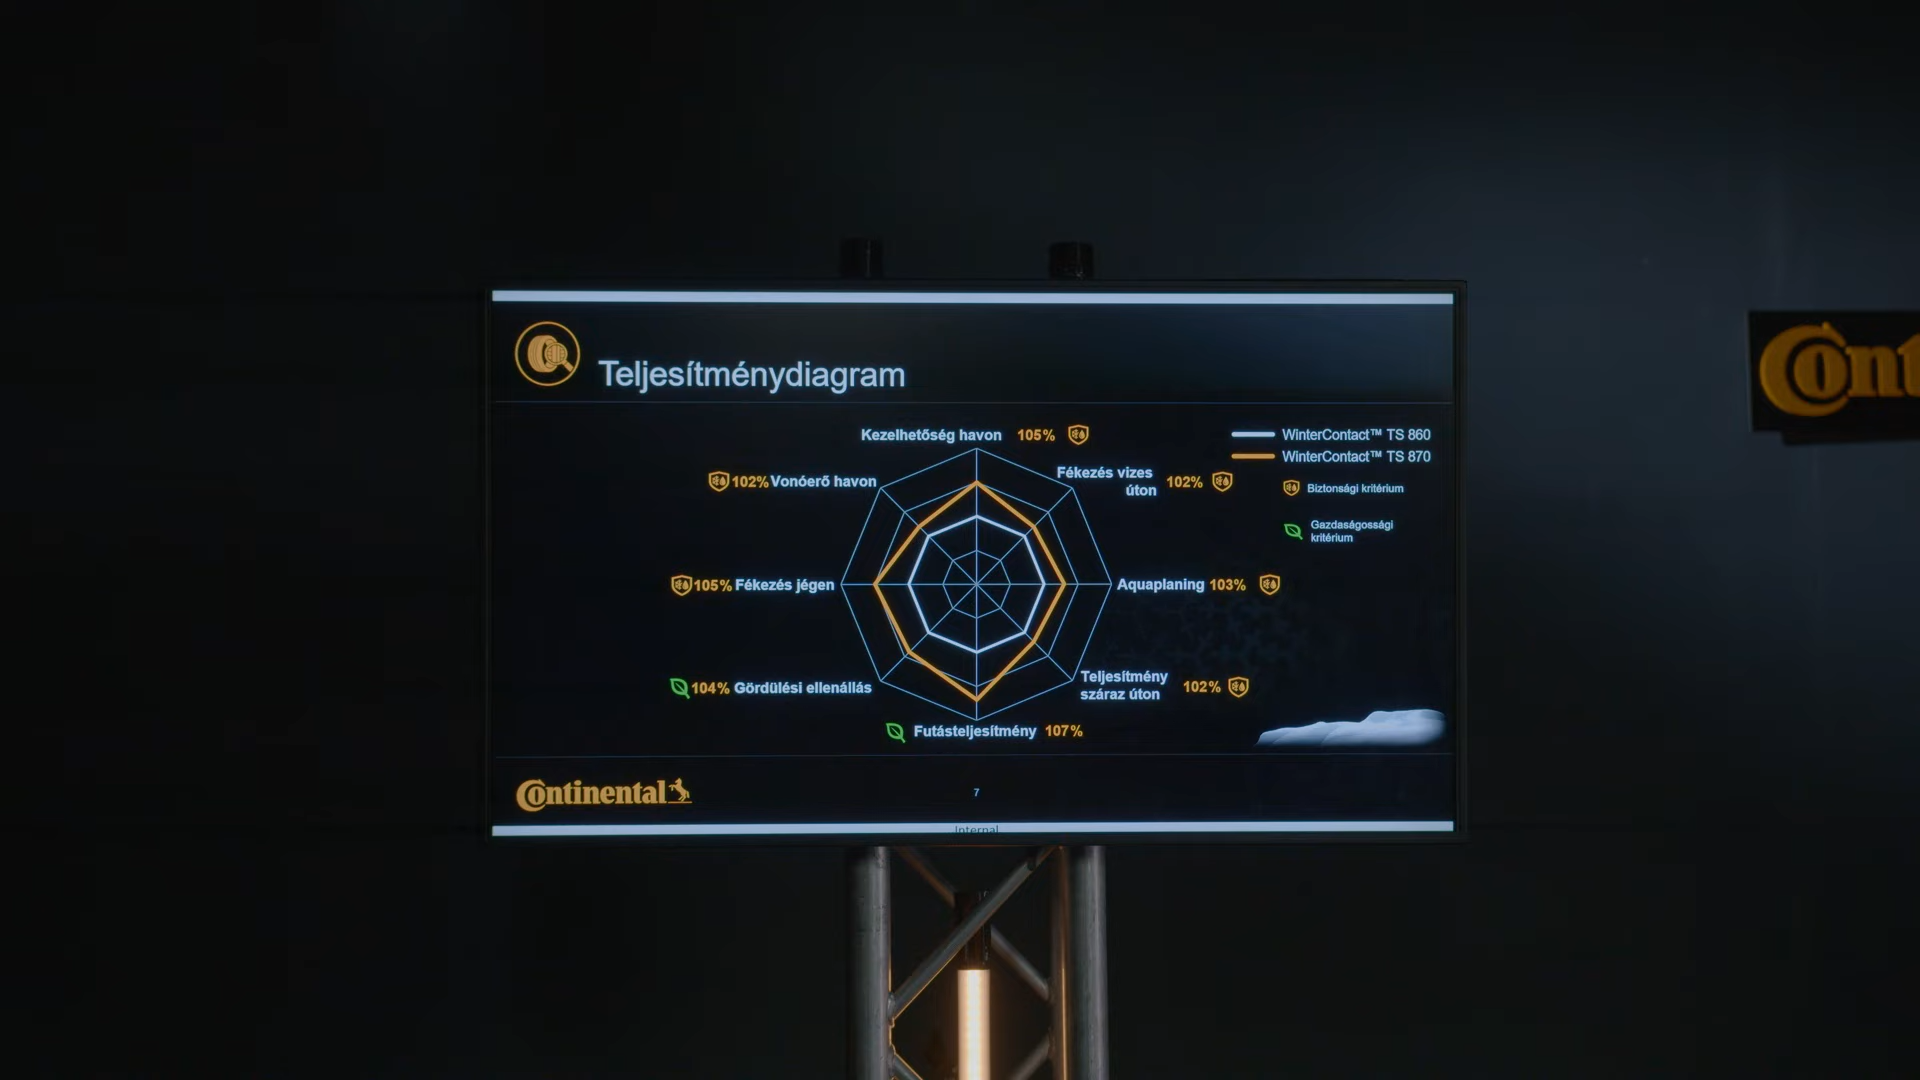 Teljesítménydiagram
Kezelhetőség havon 105%
WinterContact™ TS 860
WinterContact™ TS 870
102% Vonóerő havon
Fékezés vizes
úton
102%
Biztonsági kritérium
Gazdaságossági
kritérium
105% Fékezés jégen
Aquaplaning 103%
104% Gördülési ellenállás
Teljesítmény
száraz úton
102%
Futásteljesítmény 107%
Continental
7
Internal
Cont